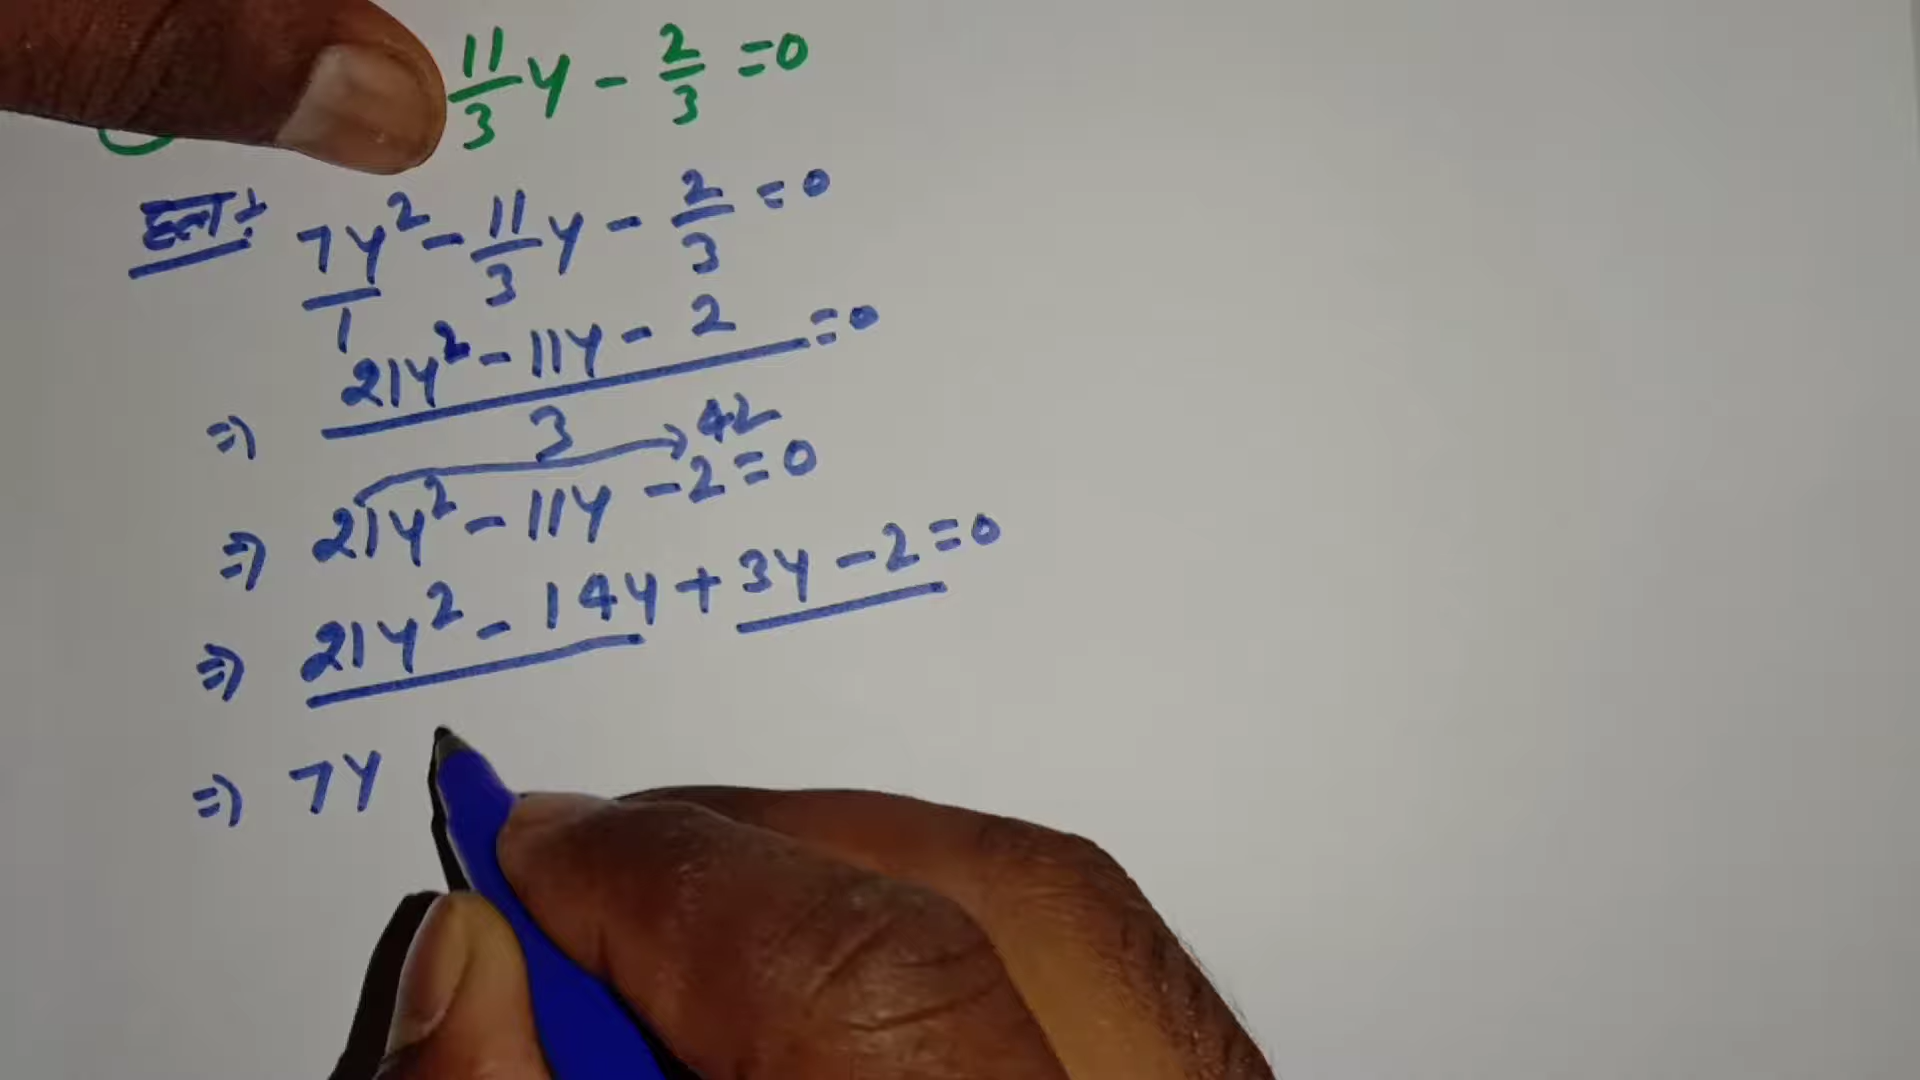 11/3 y - 2/3 = 0
हल:- 7y²/1 - 11/3 y - 2/3 = 0
⇒ (21y² - 11y - 2)/3 = 0
42
⇒ 21y² - 11y - 2 = 0
⇒ 21y² - 14y + 3y - 2 = 0
⇒ 7y